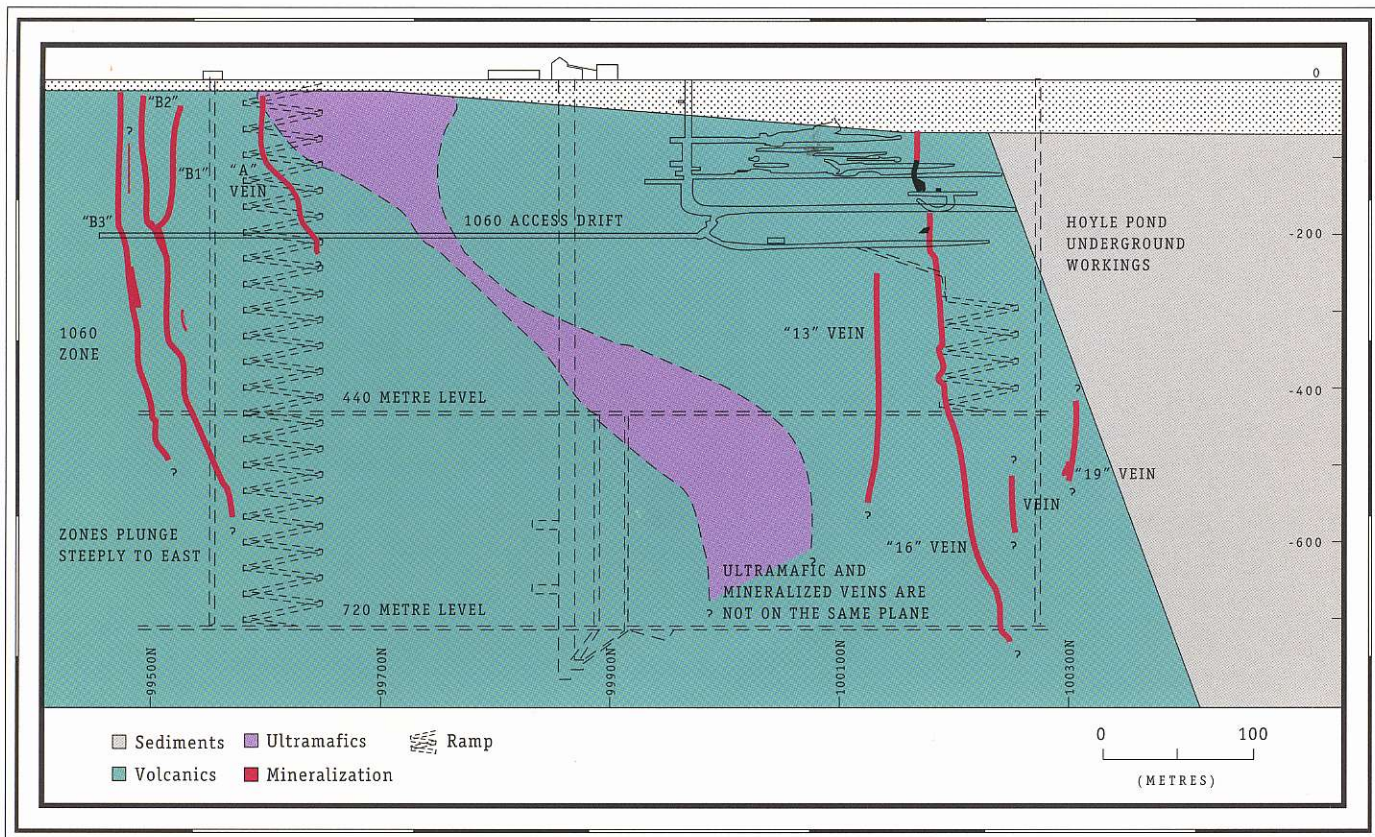 0
"B2"
?
"B1"
"A"
VEIN
"B3"
1060 ACCESS DRIFT
HOYLE POND
UNDERGROUND
WORKINGS
-200
?
1060
ZONE
"13" VEIN
440 METRE LEVEL
-400
?
?
?
"19" VEIN
?
VEIN
?
?
?
ZONES PLUNGE
STEEPLY TO EAST
"16" VEIN
-600
?
ULTRAMAFIC AND
MINERALIZED VEINS ARE
NOT ON THE SAME PLANE
?
720 METRE LEVEL
?
99500N
99700N
99900N
100100N
100300N
Sediments
Ultramafics
Ramp
Volcanics
Mineralization
0
100
(METRES)